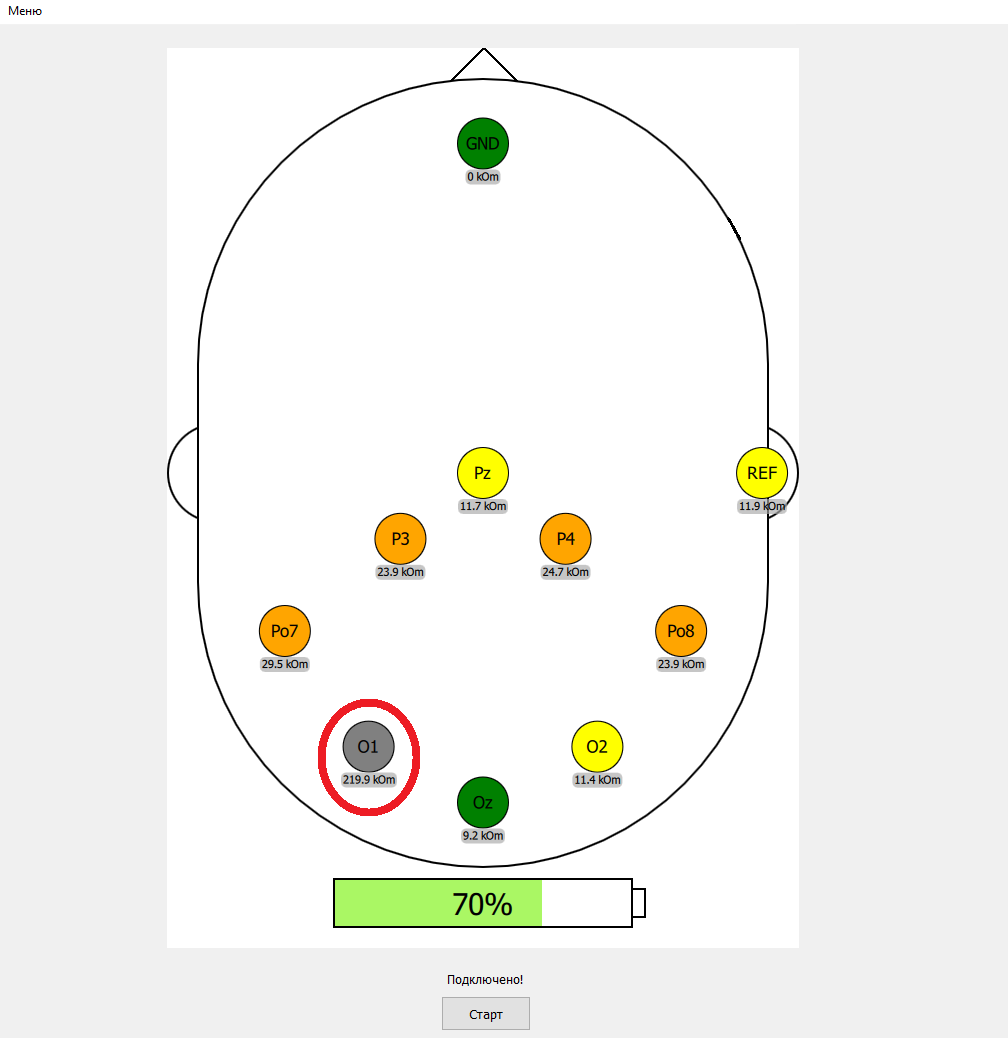 Меню
GND
0 kOm
Pz
11.7 kOm
REF
11.9 kOm
P3
23.9 kOm
P4
24.7 kOm
Po7
29.5 kOm
Po8
23.9 kOm
O1
219.9 kOm
O2
11.4 kOm
Oz
9.2 kOm
70%
Подключено!
Старт